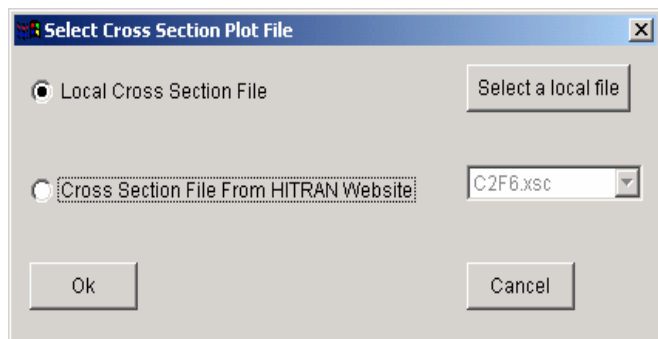 Select Cross Section Plot File
Local Cross Section File
Select a local file
Cross Section File From HITRAN Website
C2F6.xsc
Ok
Cancel